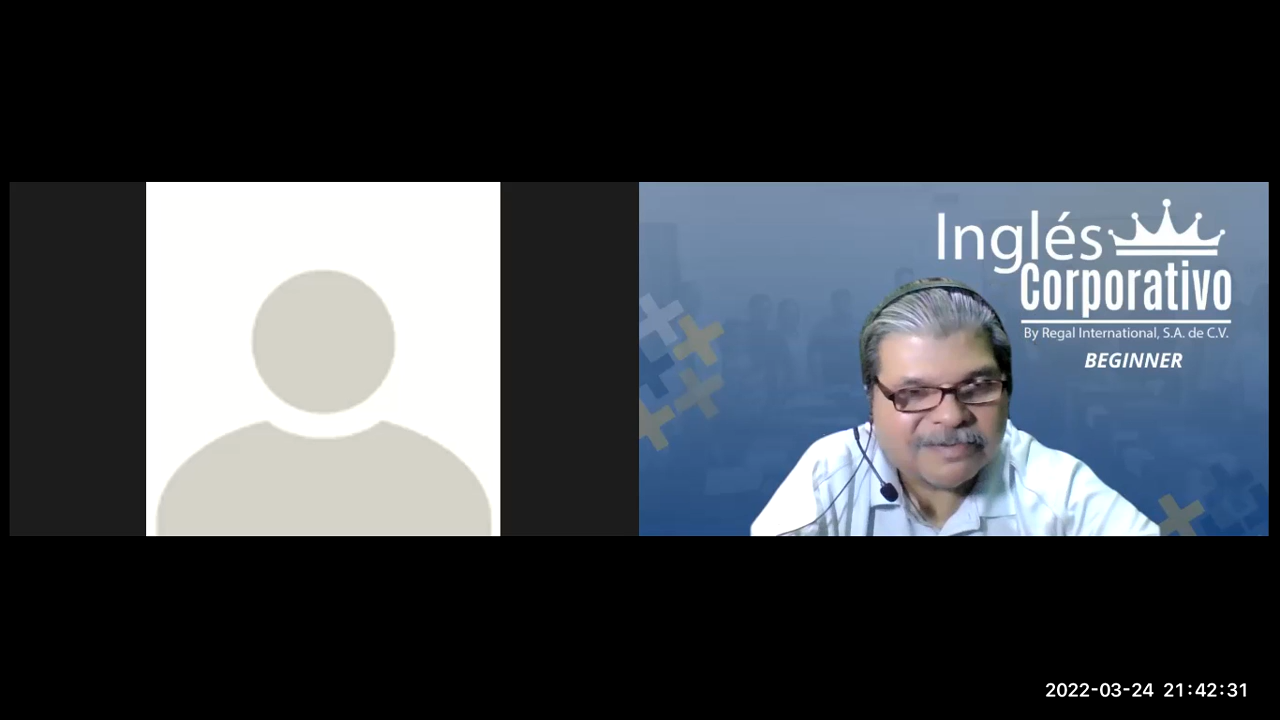 Inglés
Corporativo
By Regal International, S.A. de C.V.
BEGINNER
2022-03-24 21:42:31